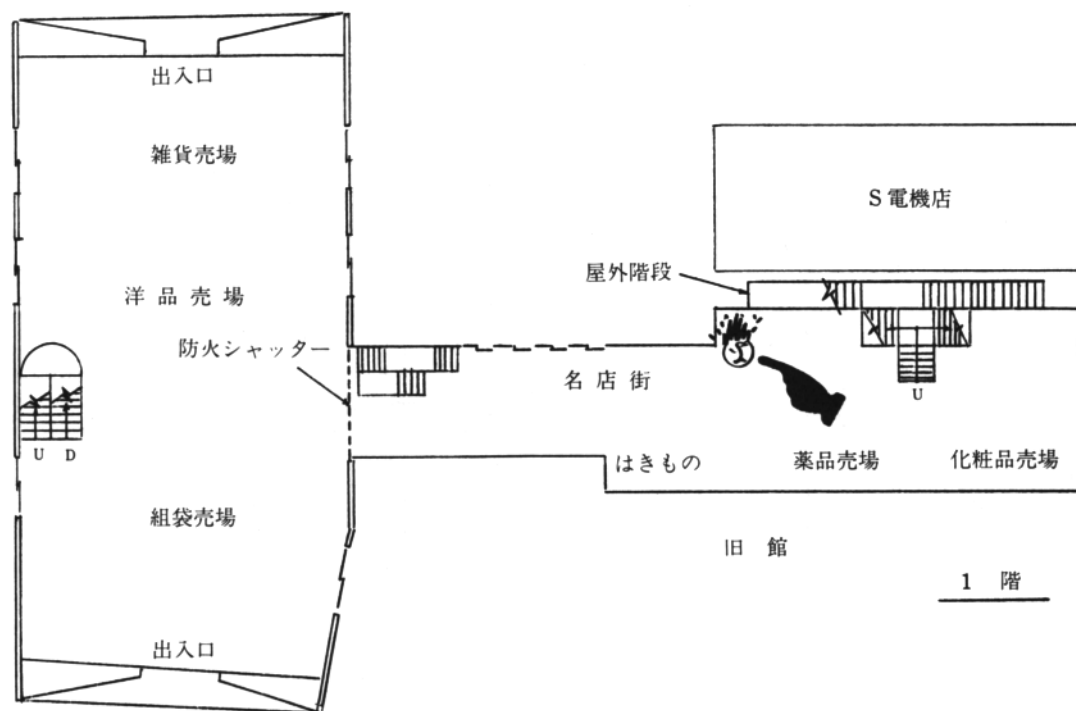 出入口
雑貨売場
S電機店
屋外階段
洋品売場
防火シャッター
名店街
U
U D
はきもの
薬品売場
化粧品売場
組袋売場
旧館
1階
出入口